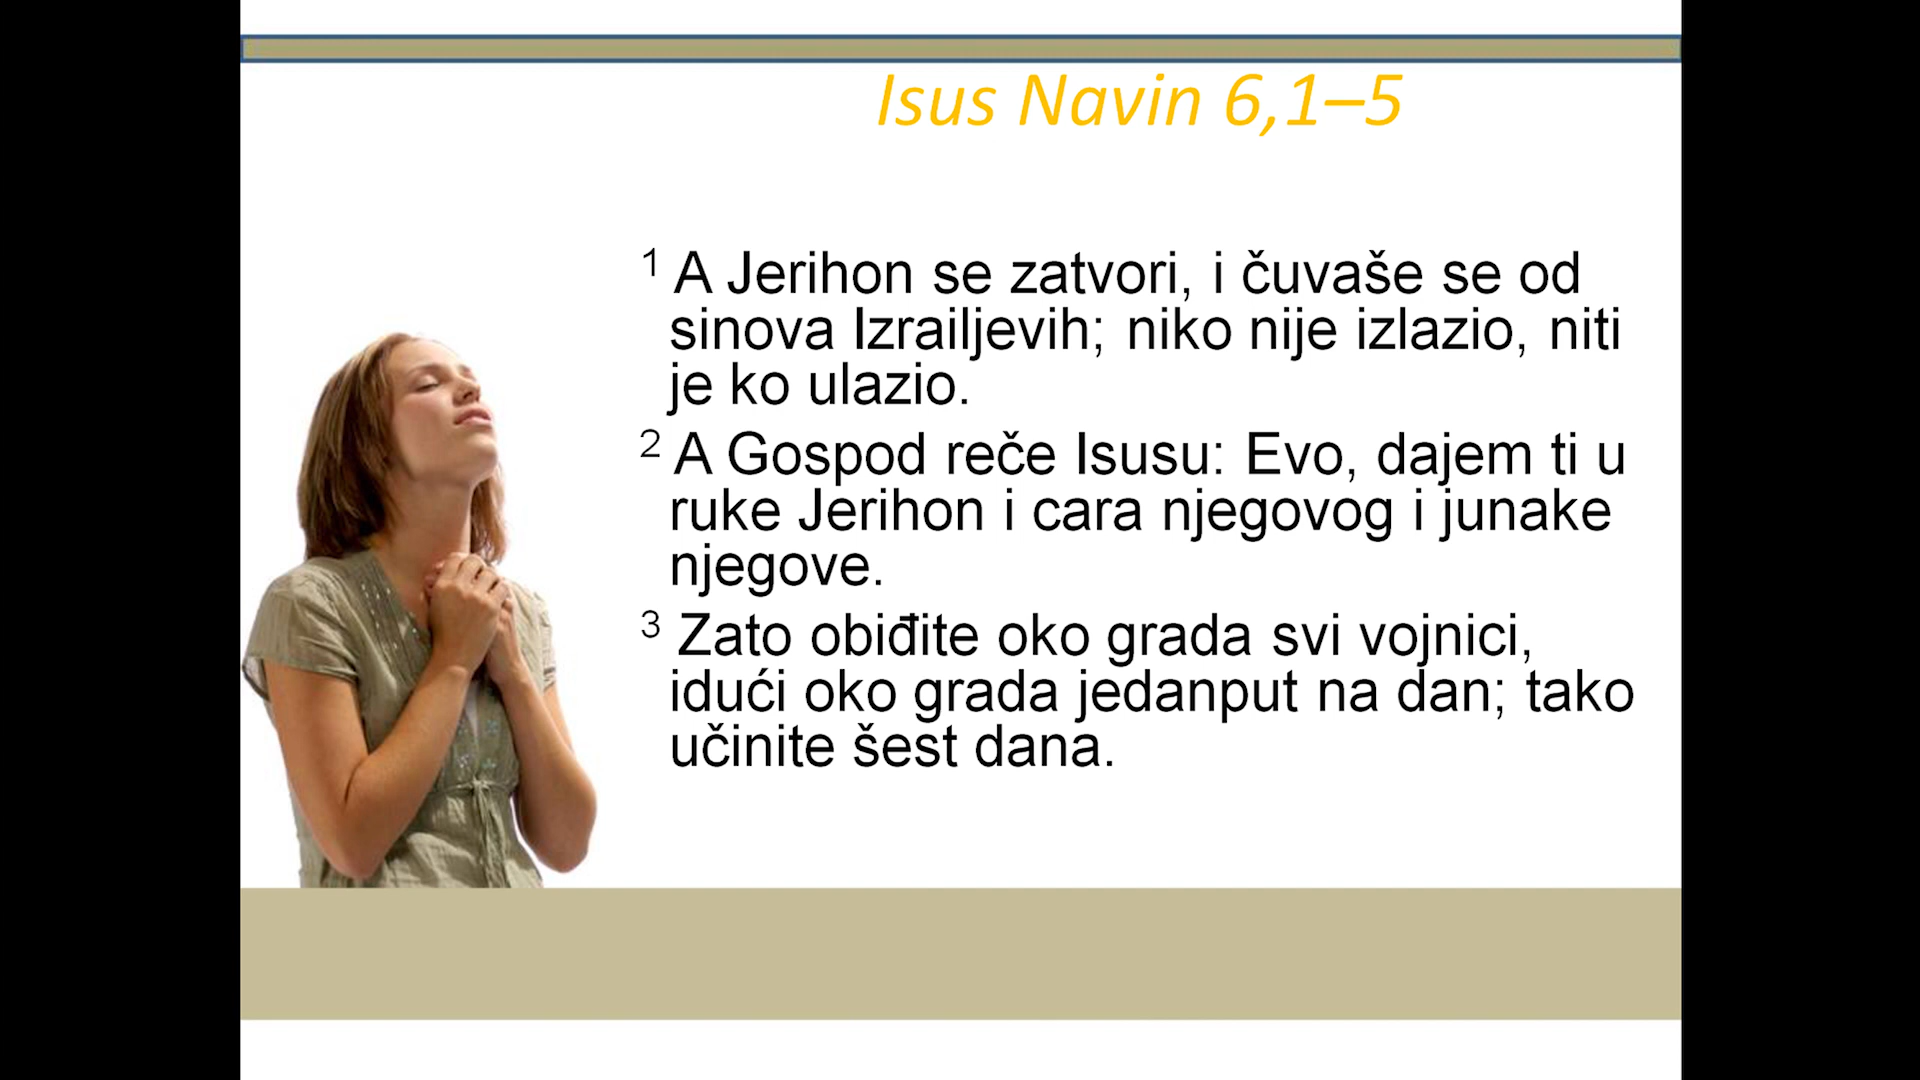 Isus Navin 6,1–5
1 A Jerihon se zatvori, i čuvaše se od
sinova Izrailjevih; niko nije izlazio, niti
je ko ulazio.
2 A Gospod reče Isusu: Evo, dajem ti u
ruke Jerihon i cara njegovog i junake
njegove.
3 Zato obiđite oko grada svi vojnici,
idući oko grada jedanput na dan; tako
učinite šest dana.